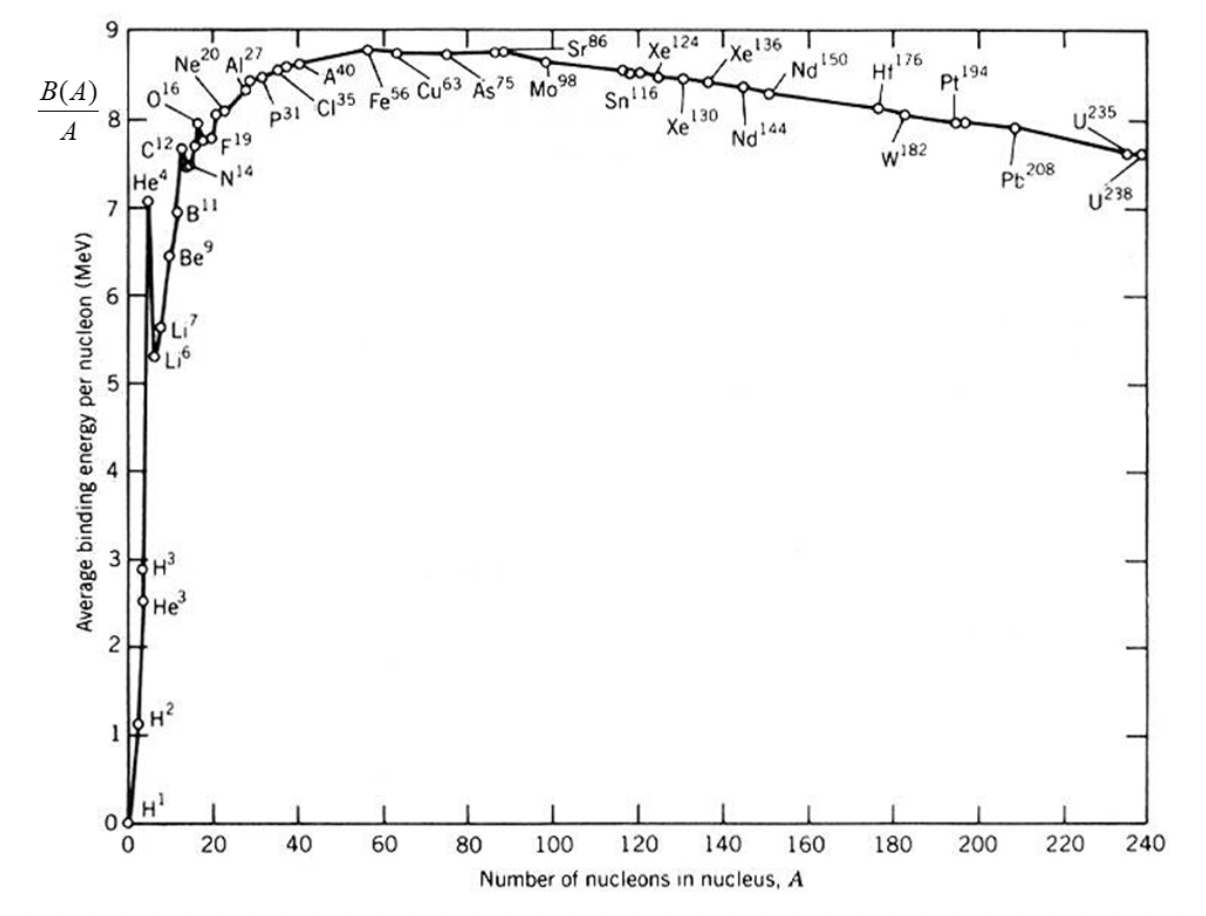 B(A)
A
Average binding energy per nucleon (MeV)
9
8
7
6
5
4
3
2
1
0
H¹
H²
He³
H³
Li⁶
Li⁷
Be⁹
B¹¹
He⁴
C¹²
N¹⁴
O¹⁶
F¹⁹
Ne²⁰
Al²⁷
P³¹
Cl³⁵
A⁴⁰
Fe⁵⁶
Cu⁶³
As⁷⁵
Sr⁸⁶
Mo⁹⁸
Sn¹¹⁶
Xe¹²⁴
Xe¹³⁰
Xe¹³⁶
Nd¹⁴⁴
Nd¹⁵⁰
Hf¹⁷⁶
W¹⁸²
Pt¹⁹⁴
Pb²⁰⁸
U²³⁵
U²³⁸
0 20 40 60 80 100 120 140 160 180 200 220 240
Number of nucleons in nucleus, A